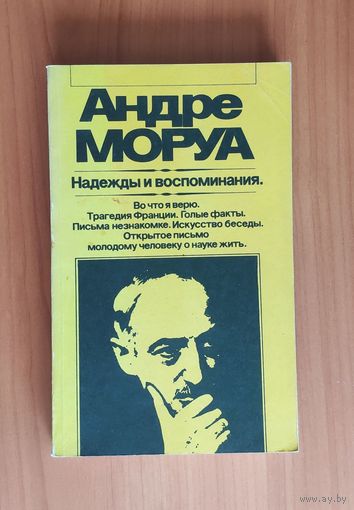 Андре
МОРУА
Надежды и воспоминания.
Во что я верю.
Трагедия Франции. Голые факты.
Письма незнакомке. Искусство беседы.
Открытое письмо
молодому человеку о науке жить.
www.ay.by